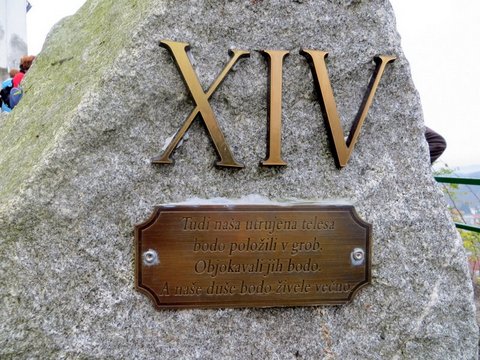 XIV
Tudi naša utrujena telesa
bodo položili v grob.
Objokavali jih bodo.
A naše duše bodo živele večno.